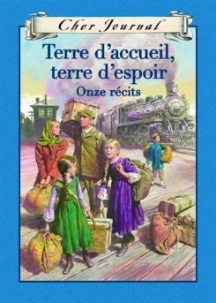 Cher Journal
Terre d'accueil,
terre d'espoir
Onze récits